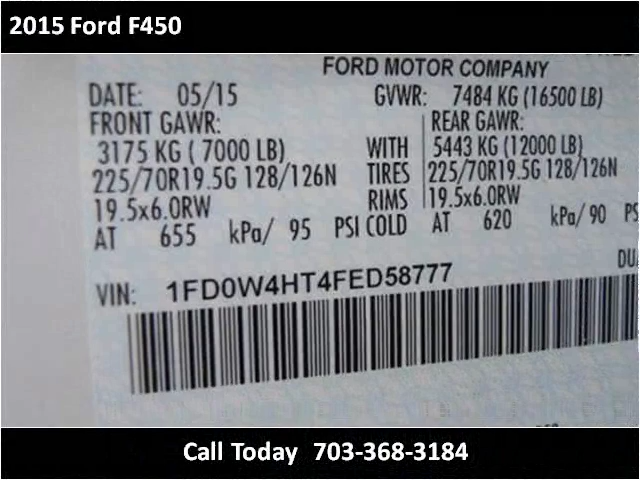 2015 Ford F450
FORD MOTOR COMPANY
DATE: 05/15 GVWR: 7484 KG (16500 LB)
FRONT GAWR: REAR GAWR:
3175 KG ( 7000 LB) WITH 5443 KG (12000 LB)
225/70R19.5G 128/126N TIRES 225/70R19.5G 128/126N
19.5x6.0RW RIMS 19.5x6.0RW
AT 655 kPa/ 95 PSI COLD AT 620 kPa/ 90 PS
DU
VIN: 1FD0W4HT4FED58777
Call Today 703-368-3184